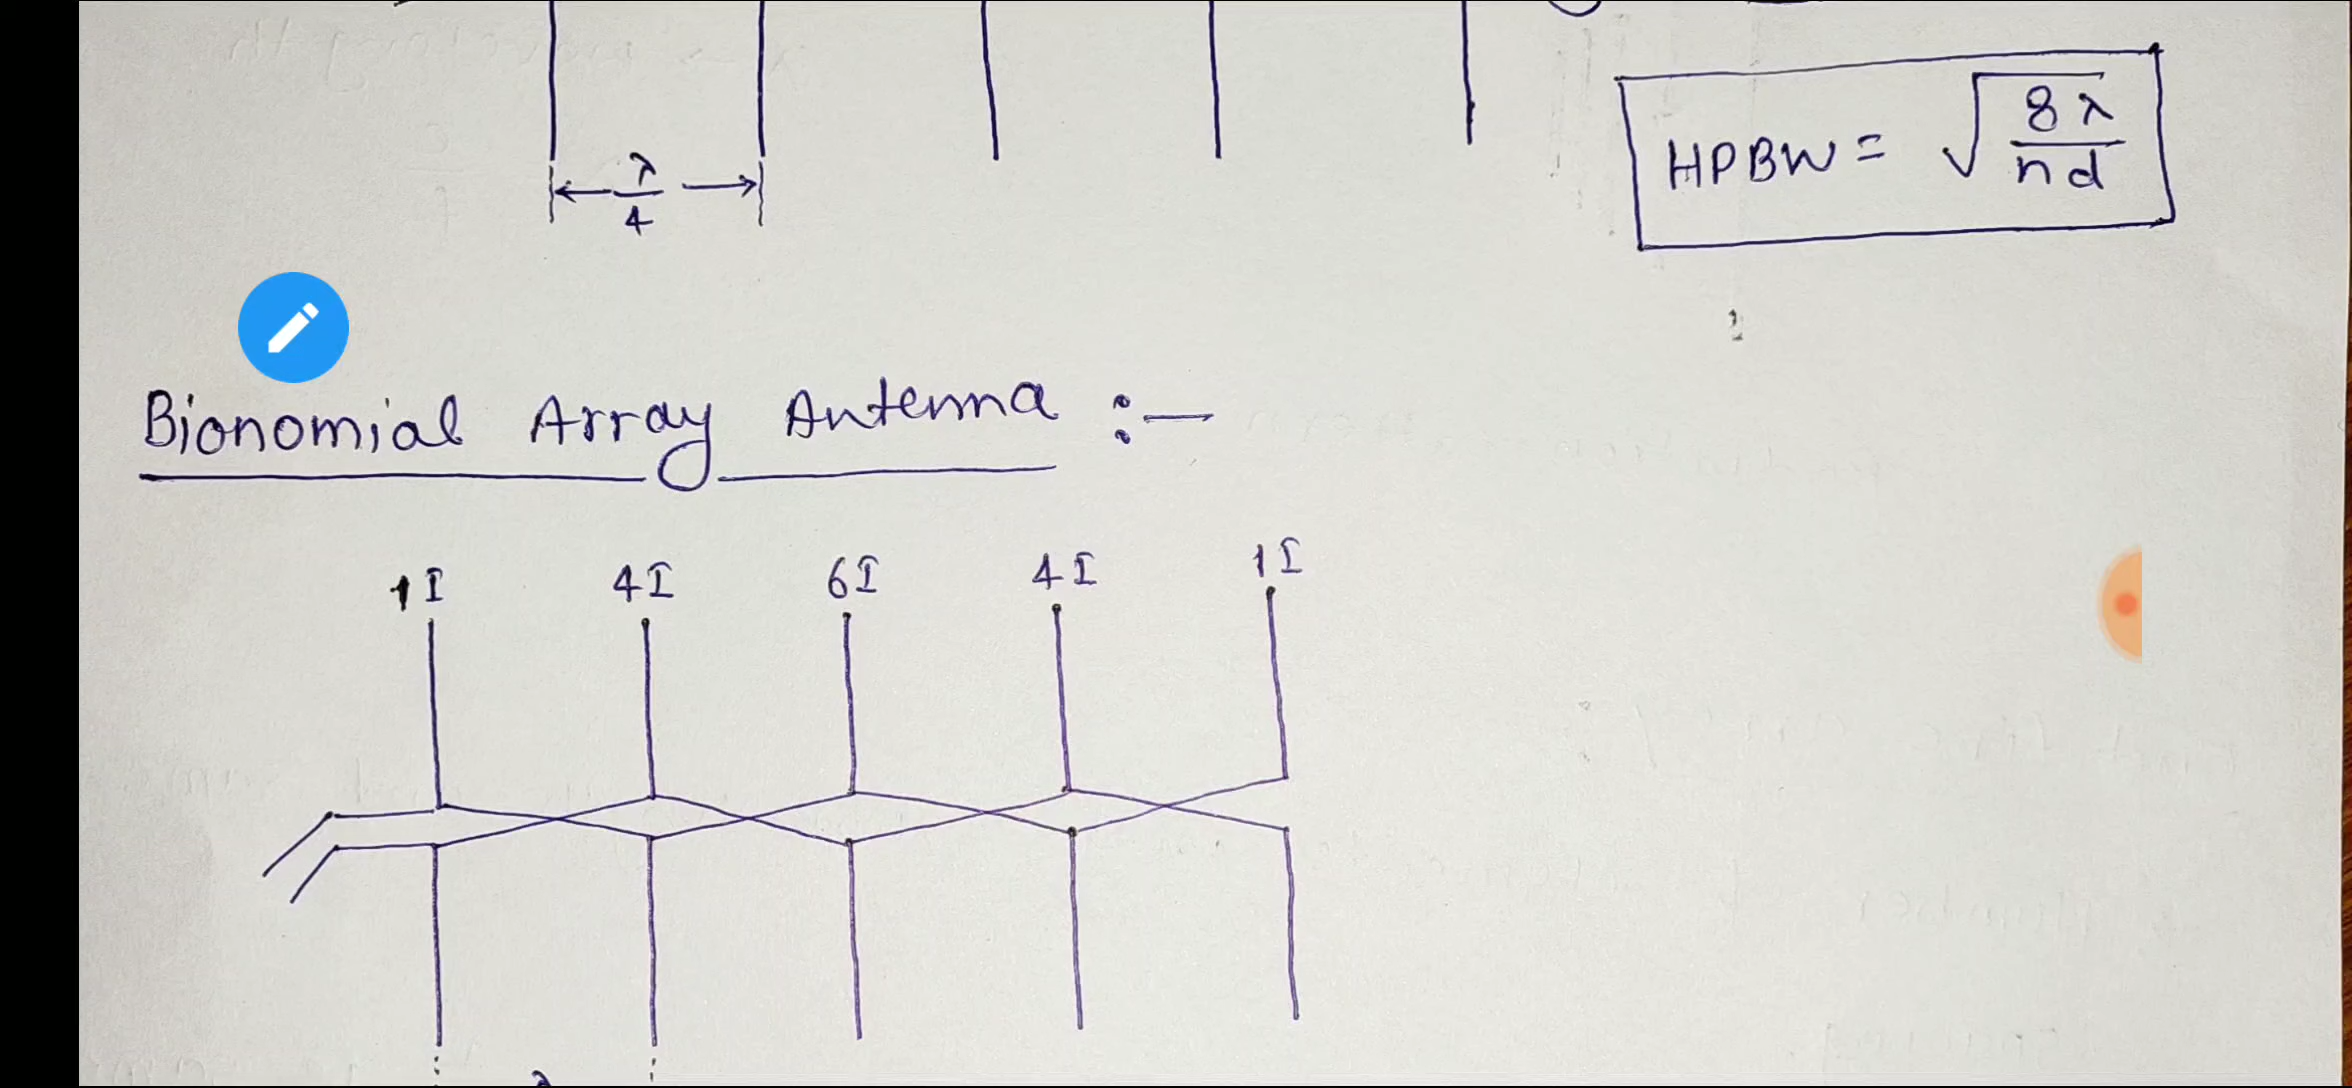 HPBW = √(8λ/nd)
λ/4
Bionomial Array Antenna :-
1I 4I 6I 4I 1I